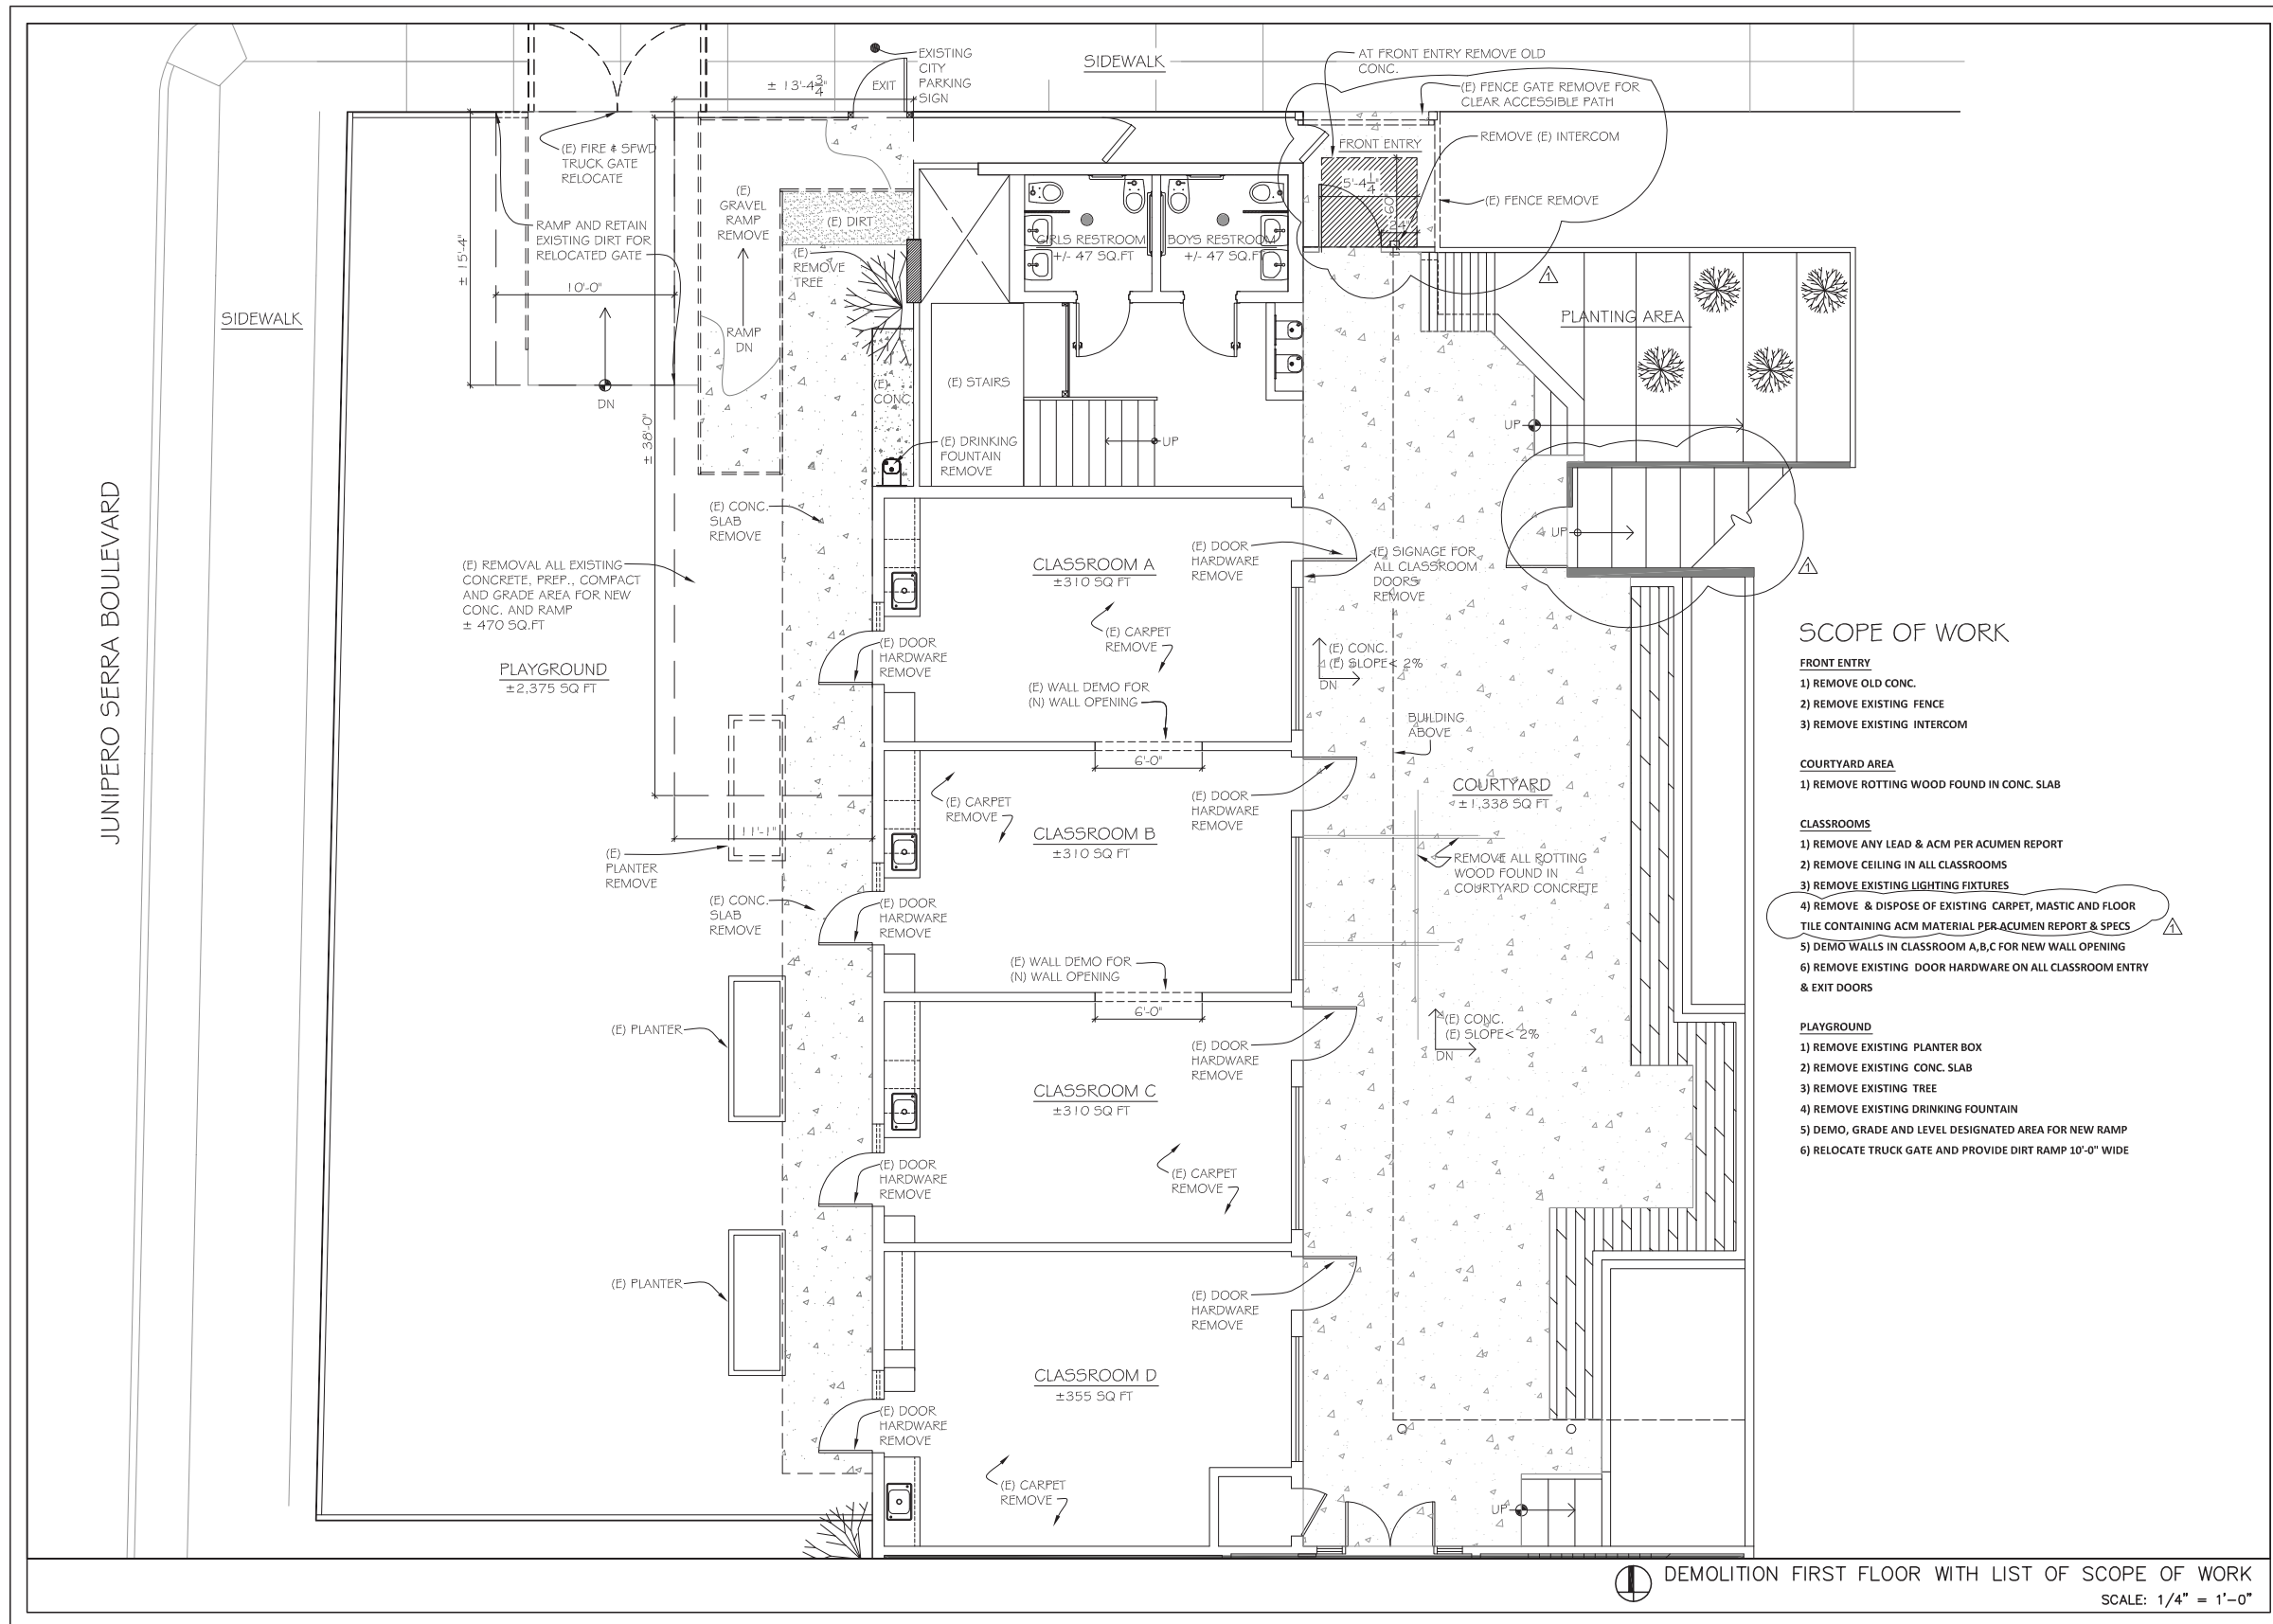 EXISTING
CITY
PARKING
SIGN
EXIT
± 13'-4 3/4"
SIDEWALK
AT FRONT ENTRY REMOVE OLD
CONC.
(E) FENCE GATE REMOVE FOR
CLEAR ACCESSIBLE PATH
REMOVE (E) INTERCOM
FRONT ENTRY
5'-4 1/4"
(E) FENCE REMOVE
(E) FIRE & SFWD
TRUCK GATE
RELOCATE
RAMP AND RETAIN
EXISTING DIRT FOR
RELOCATED GATE
± 15'-4"
10'-0"
DN
(E)
GRAVEL
RAMP
REMOVE
RAMP
DN
(E) DIRT
(E)
REMOVE
TREE
(E)
CONC.
(E) DRINKING
FOUNTAIN
REMOVE
± 38'-0"
GIRLS RESTROOM
+/- 47 SQ.FT
BOYS RESTROOM
+/- 47 SQ.FT
(E) STAIRS
UP
PLANTING AREA
1
UP
UP
1
SIDEWALK
JUNIPERO SERRA BOULEVARD
(E) CONC.
SLAB
REMOVE
(E) REMOVAL ALL EXISTING
CONCRETE, PREP., COMPACT
AND GRADE AREA FOR NEW
CONC. AND RAMP
± 470 SQ.FT
PLAYGROUND
±2,375 SQ FT
CLASSROOM A
±310 SQ FT
(E) DOOR
HARDWARE
REMOVE
(E) SIGNAGE FOR
ALL CLASSROOM
DOORS
REMOVE
(E) CARPET
REMOVE
(E) DOOR
HARDWARE
REMOVE
(E) WALL DEMO FOR
(N) WALL OPENING
6'-0"
(E) CONC.
(E) SLOPE< 2%
DN
BUILDING
ABOVE
COURTYARD
±1,338 SQ FT
REMOVE ALL ROTTING
WOOD FOUND IN
COURTYARD CONCRETE
(E) CARPET
REMOVE
CLASSROOM B
±310 SQ FT
(E) DOOR
HARDWARE
REMOVE
11'-1"
(E)
PLANTER
REMOVE
(E) CONC.
SLAB
REMOVE
(E) DOOR
HARDWARE
REMOVE
(E) WALL DEMO FOR
(N) WALL OPENING
6'-0"
(E) CONC.
(E) SLOPE< 2%
DN
(E) PLANTER
CLASSROOM C
±310 SQ FT
(E) DOOR
HARDWARE
REMOVE
(E) CARPET
REMOVE
(E) DOOR
HARDWARE
REMOVE
(E) PLANTER
(E) DOOR
HARDWARE
REMOVE
CLASSROOM D
±355 SQ FT
(E) DOOR
HARDWARE
REMOVE
(E) CARPET
REMOVE
UP
SCOPE OF WORK
FRONT ENTRY
1) REMOVE OLD CONC.
2) REMOVE EXISTING FENCE
3) REMOVE EXISTING INTERCOM
COURTYARD AREA
1) REMOVE ROTTING WOOD FOUND IN CONC. SLAB
CLASSROOMS
1) REMOVE ANY LEAD & ACM PER ACUMEN REPORT
2) REMOVE CEILING IN ALL CLASSROOMS
3) REMOVE EXISTING LIGHTING FIXTURES
4) REMOVE & DISPOSE OF EXISTING CARPET, MASTIC AND FLOOR
TILE CONTAINING ACM MATERIAL PER ACUMEN REPORT & SPECS
1
5) DEMO WALLS IN CLASSROOM A,B,C FOR NEW WALL OPENING
6) REMOVE EXISTING DOOR HARDWARE ON ALL CLASSROOM ENTRY
& EXIT DOORS
PLAYGROUND
1) REMOVE EXISTING PLANTER BOX
2) REMOVE EXISTING CONC. SLAB
3) REMOVE EXISTING TREE
4) REMOVE EXISTING DRINKING FOUNTAIN
5) DEMO, GRADE AND LEVEL DESIGNATED AREA FOR NEW RAMP
6) RELOCATE TRUCK GATE AND PROVIDE DIRT RAMP 10'-0" WIDE
DEMOLITION FIRST FLOOR WITH LIST OF SCOPE OF WORK
SCALE: 1/4" = 1'-0"